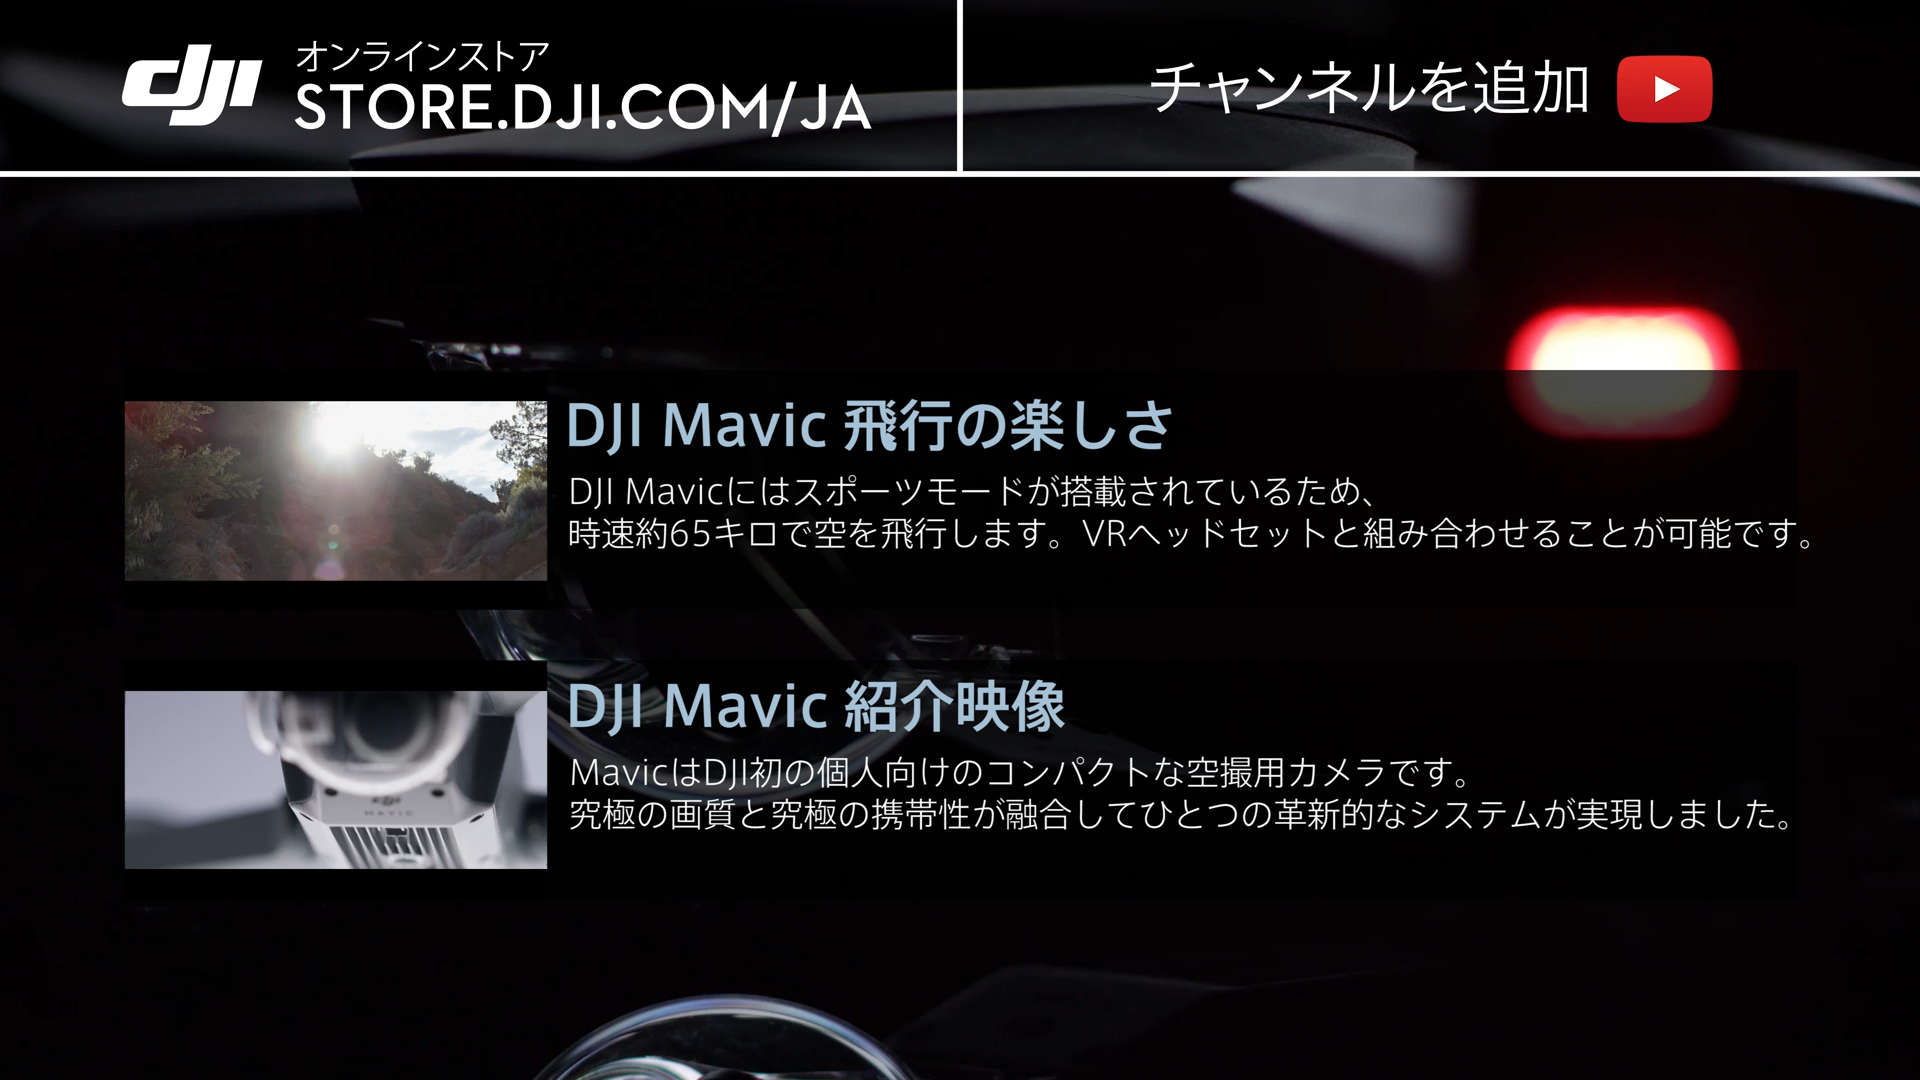 dji
オンラインストア
STORE.DJI.COM/JA
チャンネルを追加
DJI Mavic 飛行の楽しさ
DJI Mavicにはスポーツモードが搭載されているため、
時速約65キロで空を飛行します。VRヘッドセットと組み合わせることが可能です。
DJI Mavic 紹介映像
MavicはDJI初の個人向けのコンパクトな空撮用カメラです。
究極の画質と究極の携帯性が融合してひとつの革新的なシステムが実現しました。
dji
MAVIC